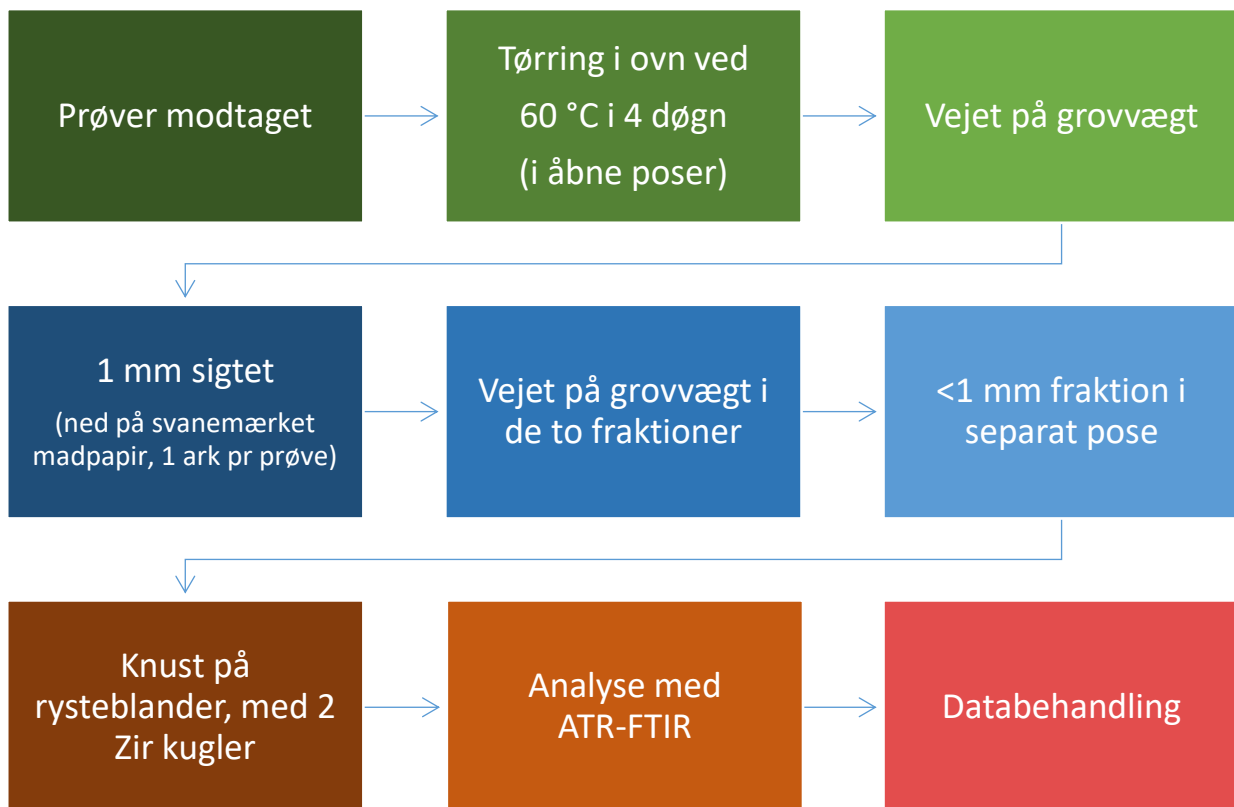 Prøver modtaget
Tørring i ovn ved
60 °C i 4 døgn
(i åbne poser)
Vejet på grovvægt
1 mm sigtet
(ned på svanemærket
madpapir, 1 ark pr prøve)
Vejet på grovvægt i
de to fraktioner
<1 mm fraktion i
separat pose
Knust på
rysteblander, med 2
Zir kugler
Analyse med
ATR-FTIR
Databehandling